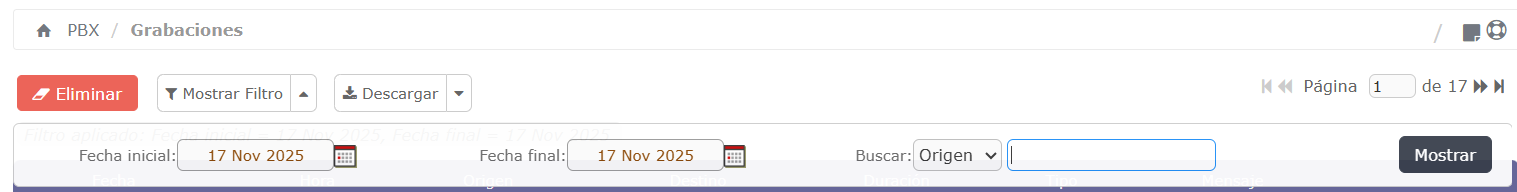 PBX / Grabaciones /
Eliminar Mostrar Filtro Descargar Página 1 de 17
Filtro aplicado: Fecha inicial = 17 Nov 2025, Fecha final = 17 Nov 2025
Fecha inicial: 17 Nov 2025 Fecha final: 17 Nov 2025 Buscar: Origen Mostrar
Fecha Hora Origen Destino Duración Tipo Mensaje